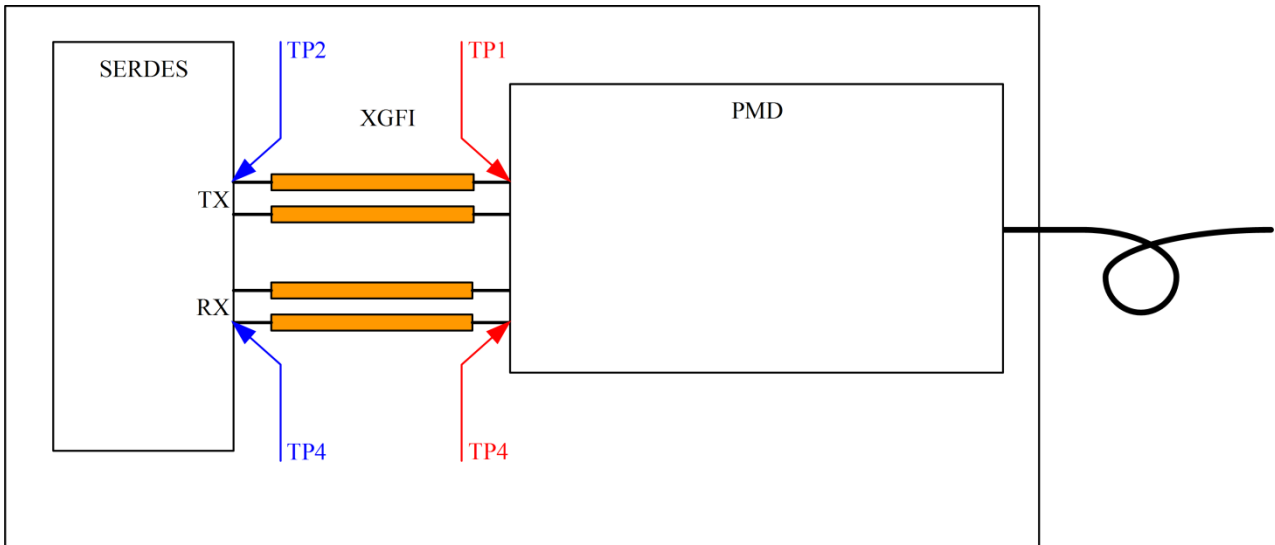 TP2
TP1
SERDES
XGFI
PMD
TX
RX
TP4
TP4